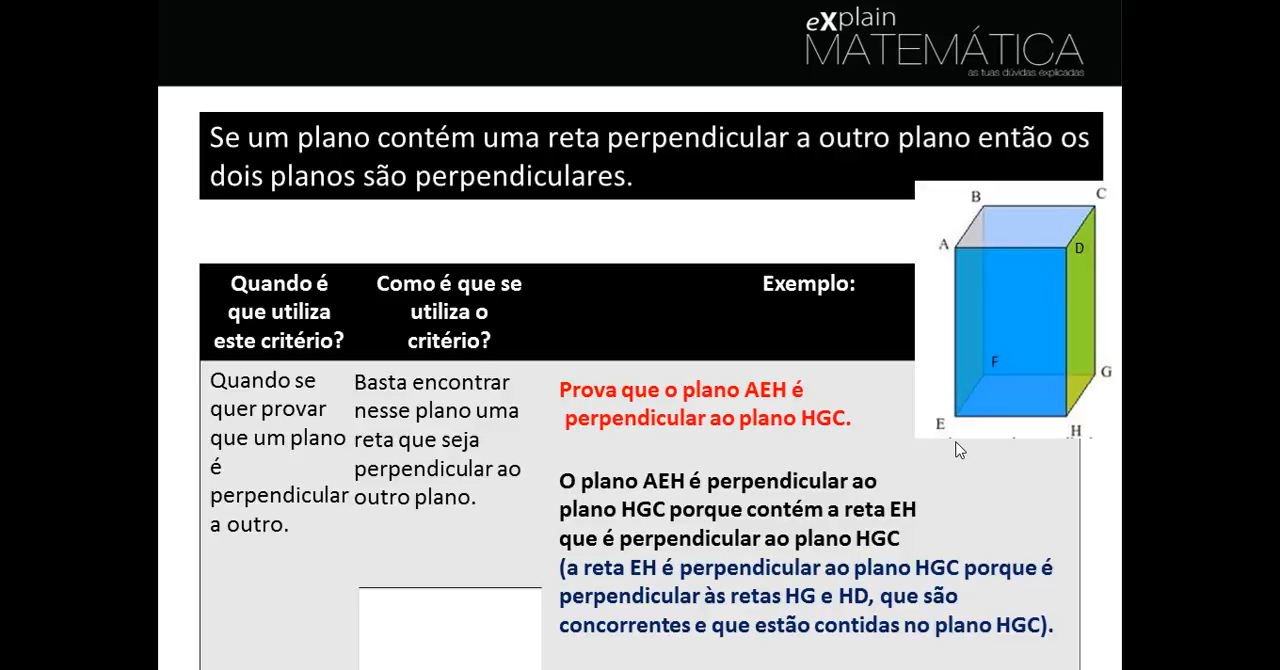 eXplain
MATEMÁTICA
as tuas dúvidas explicadas
Se um plano contém uma reta perpendicular a outro plano então os
dois planos são perpendiculares.
Quando é
que utiliza
este critério?
Como é que se
utiliza o
critério?
Exemplo:
Quando se
quer provar
que um plano
é
perpendicular
a outro.
Basta encontrar
nesse plano uma
reta que seja
perpendicular ao
outro plano.
Prova que o plano AEH é
perpendicular ao plano HGC.
O plano AEH é perpendicular ao
plano HGC porque contém a reta EH
que é perpendicular ao plano HGC
(a reta EH é perpendicular ao plano HGC porque é
perpendicular às retas HG e HD, que são
concorrentes e que estão contidas no plano HGC).
B
C
A
D
F
G
E
H